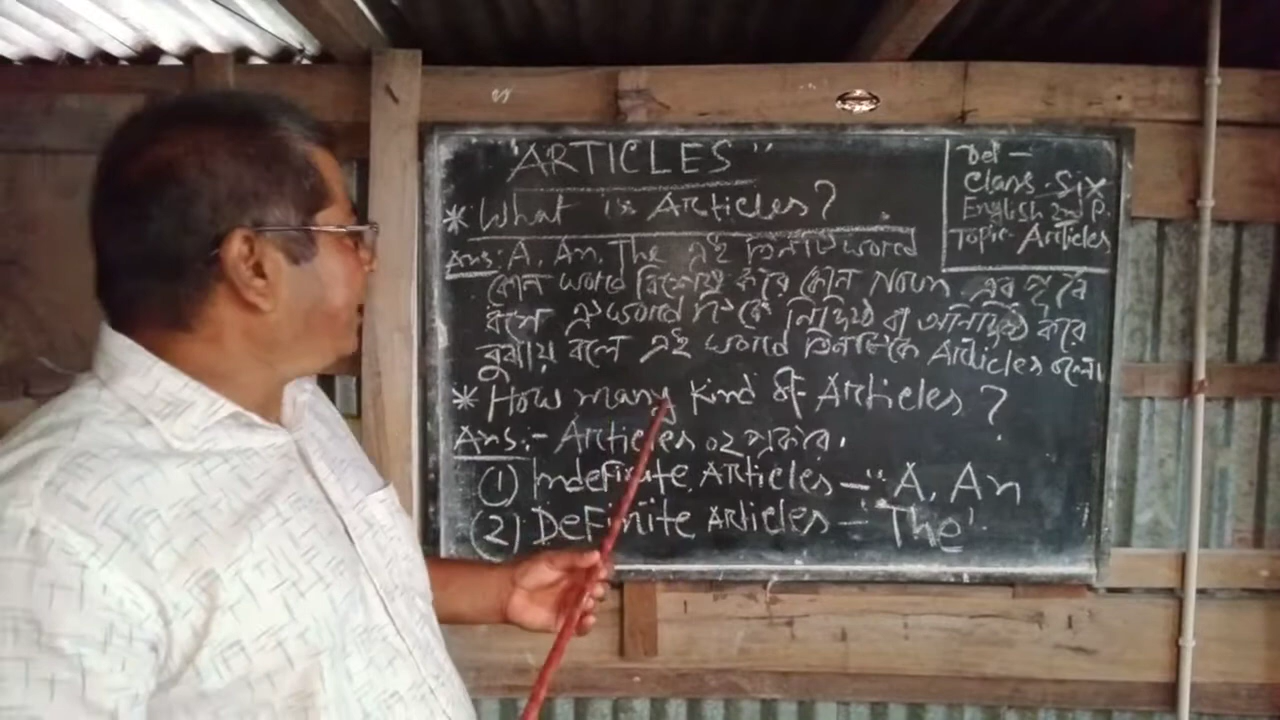 "ARTICLES"
Det -
Class - Six
English 2nd P.
Topic - Articles
* What is Articles?
Ans: A, An, The এই তিনটি word
কোন word বিশেষ করে কোন Noun এর পূর্বে
বসে ঐ word টিকে নির্দিষ্ট বা অনির্দিষ্ট করে
বুঝায় বলে এই word তিনটিকে Articles বলে।
* How many kind of Articles?
Ans:- Articles ০২ প্রকার.
(1) Indefinite Articles - "A, An
(2) Definite Articles - 'The'